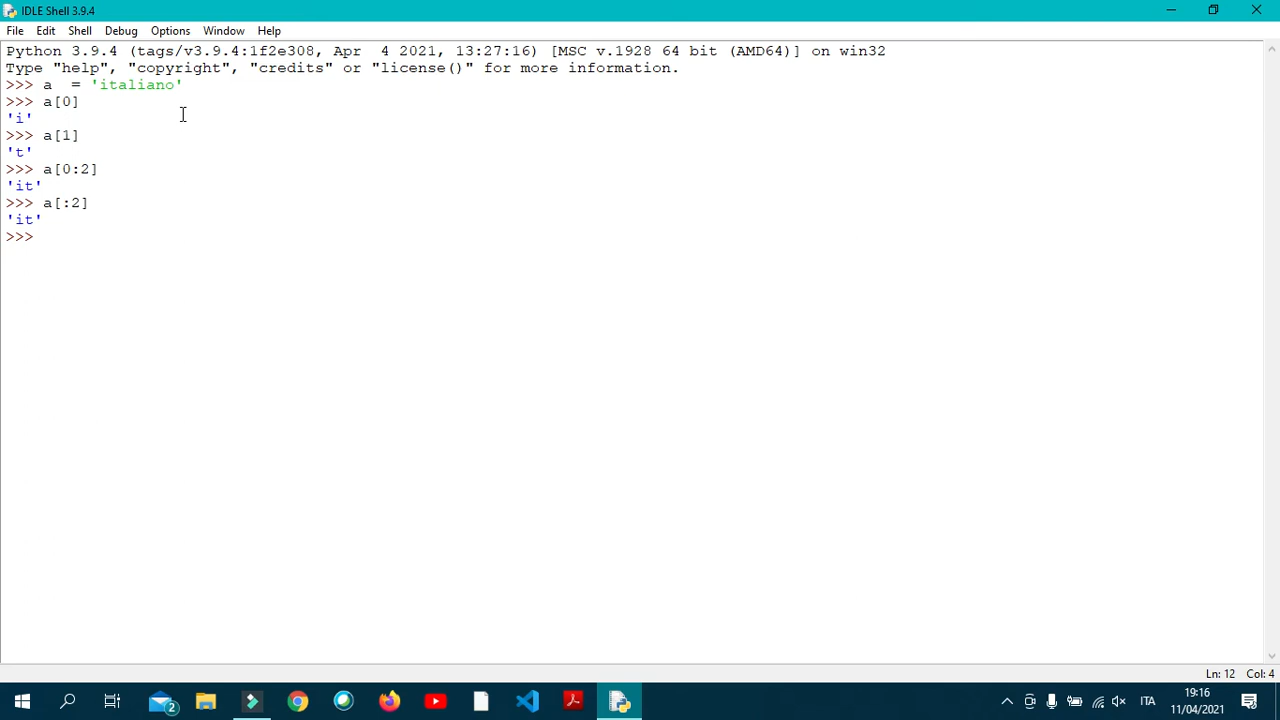 IDLE Shell 3.9.4
File Edit Shell Debug Options Window Help
Python 3.9.4 (tags/v3.9.4:1f2e308, Apr  4 2021, 13:27:16) [MSC v.1928 64 bit (AMD64)] on win32
Type "help", "copyright", "credits" or "license()" for more information.
>>> a  = 'italiano'
>>> a[0]
'i'
>>> a[1]
't'
>>> a[0:2]
'it'
>>> a[:2]
'it'
>>>
Ln: 12 Col: 4
2
ITA
19:16
11/04/2021